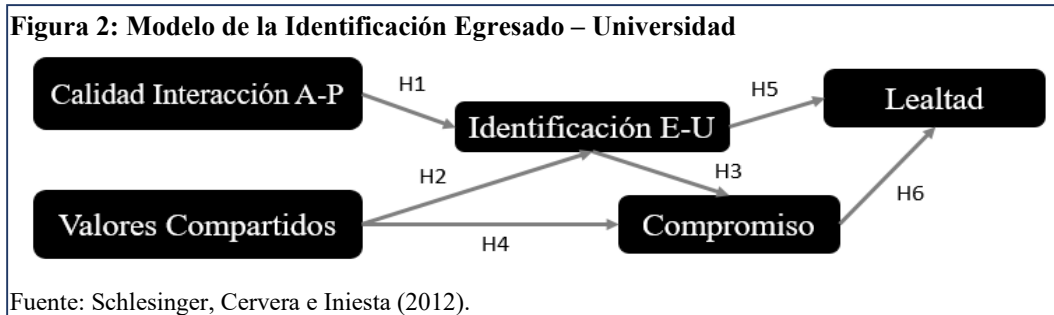 Figura 2: Modelo de la Identificación Egresado – Universidad
Calidad Interacción A-P
H1
Identificación E-U
H5
Lealtad
H2
H3
H6
Valores Compartidos
H4
Compromiso
Fuente: Schlesinger, Cervera e Iniesta (2012).